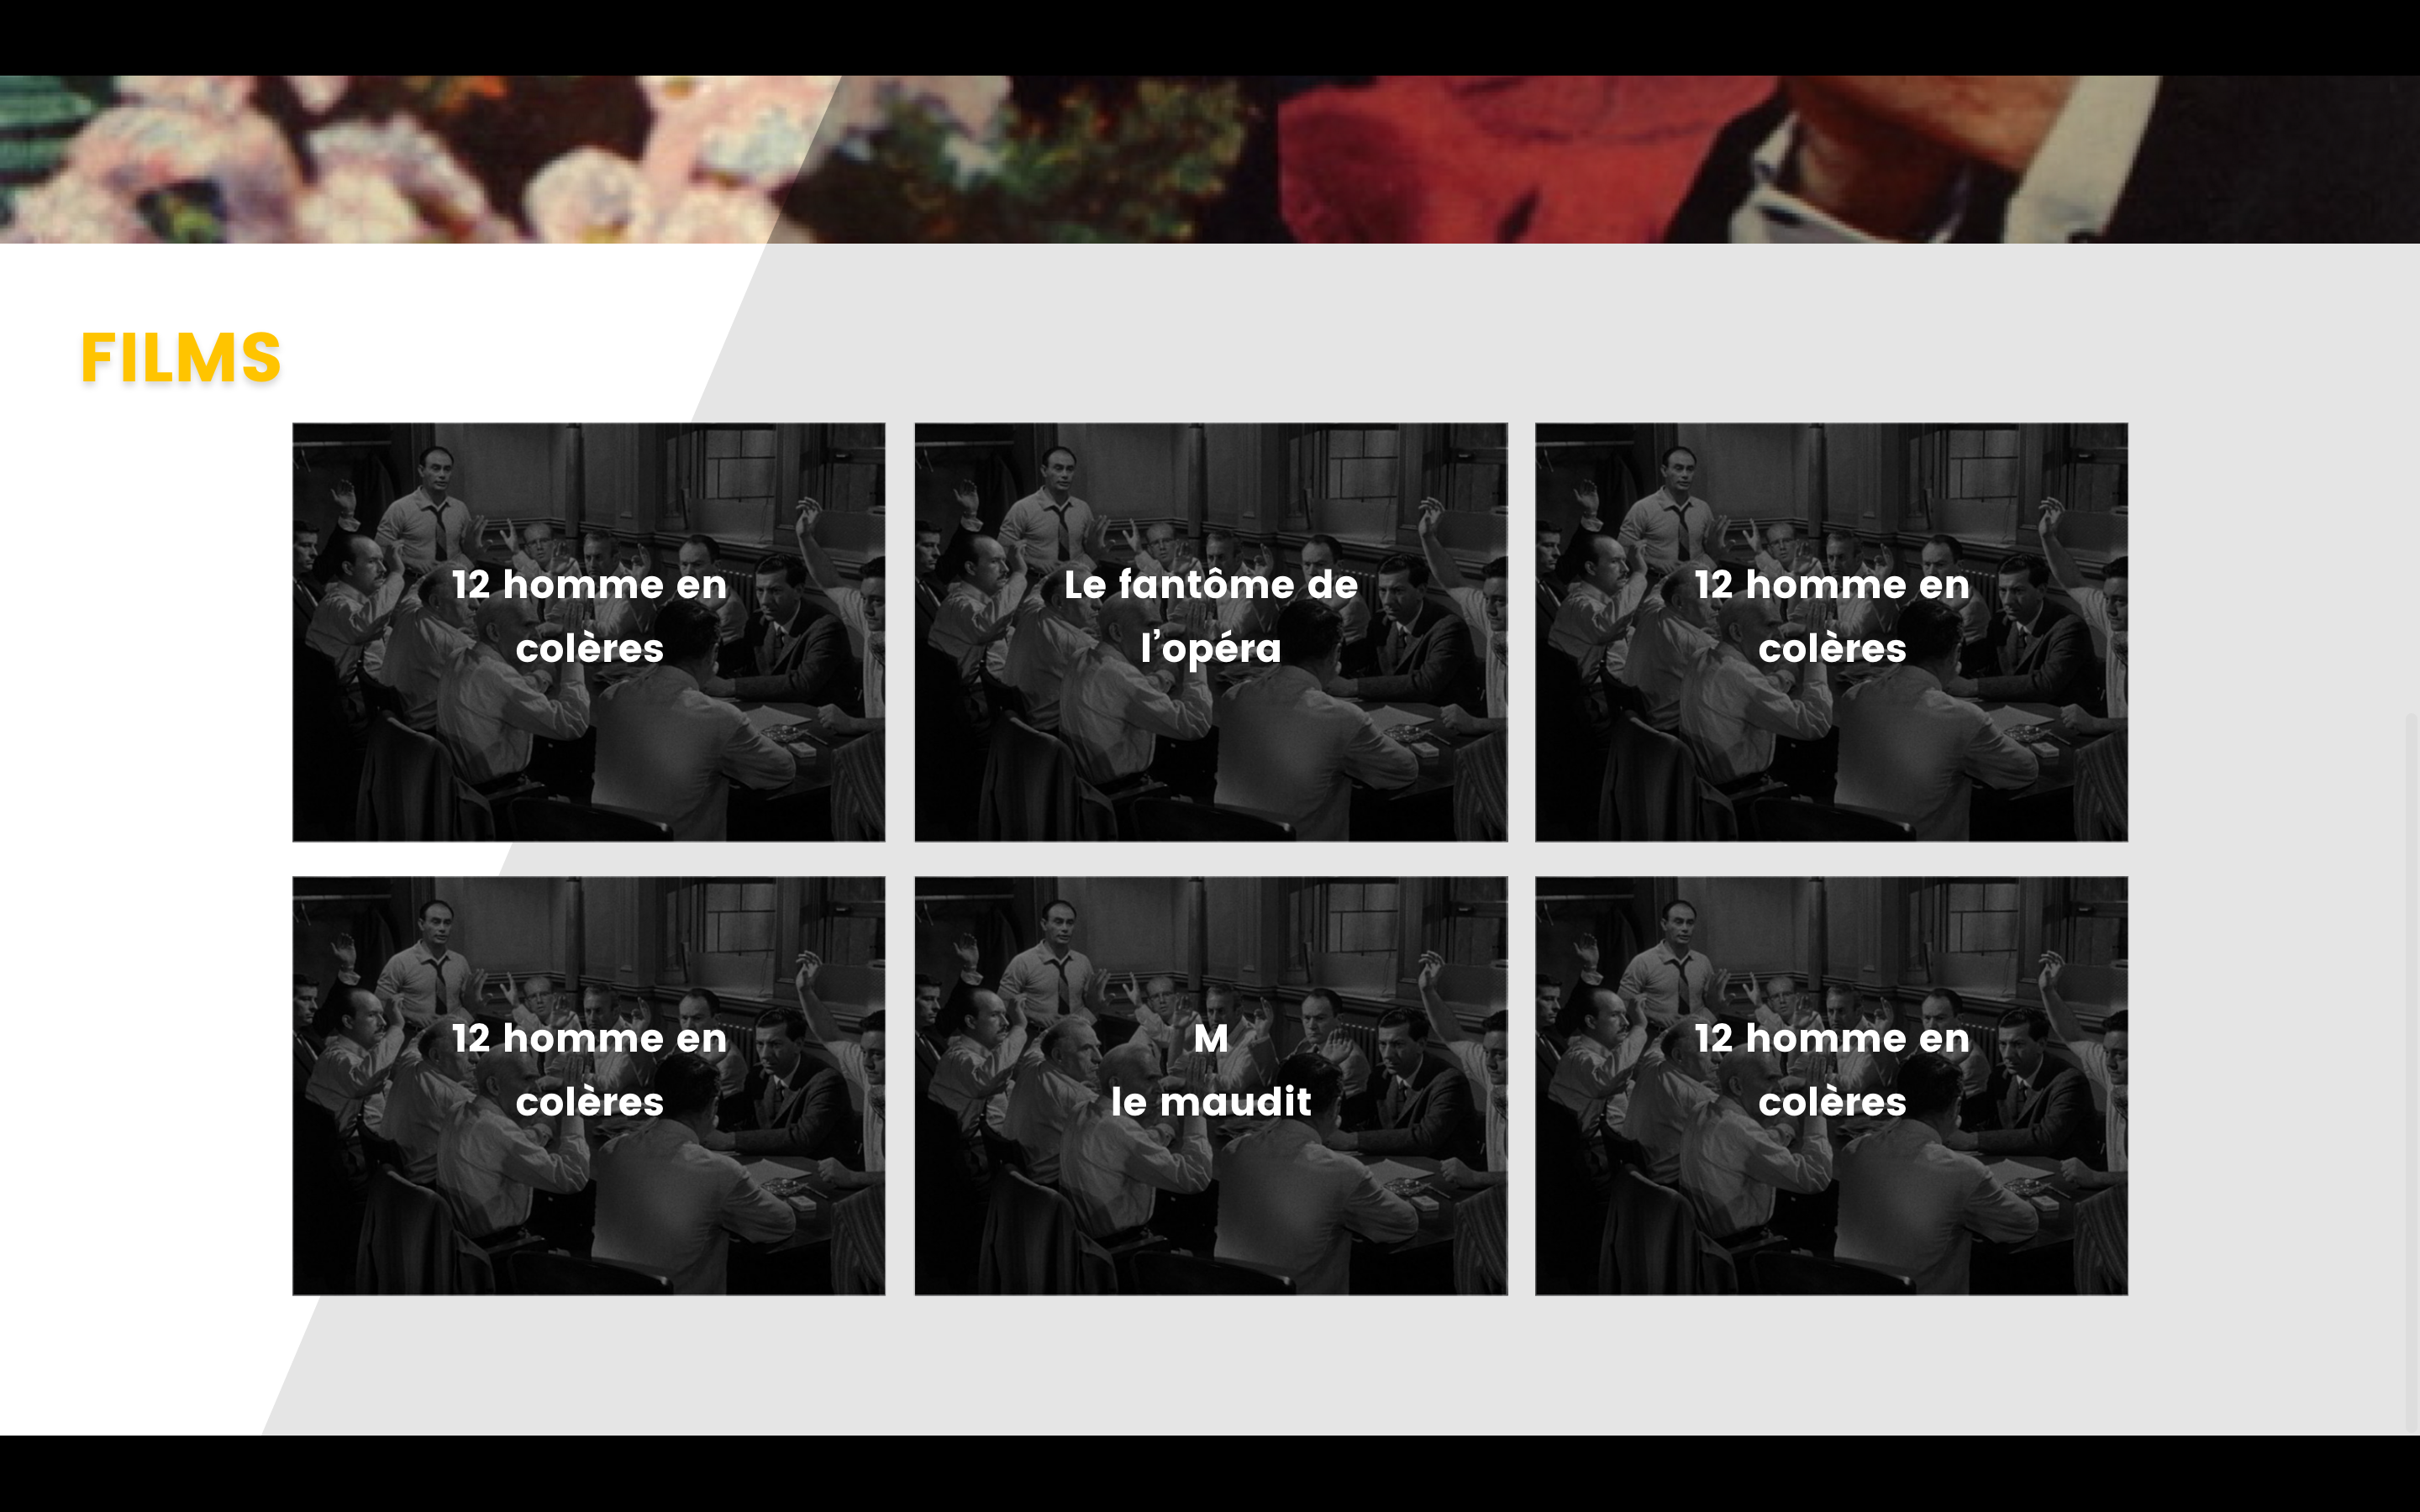 FILMS
12 homme en
colères
Le fantôme de
l'opéra
12 homme en
colères
12 homme en
colères
M
le maudit
12 homme en
colères